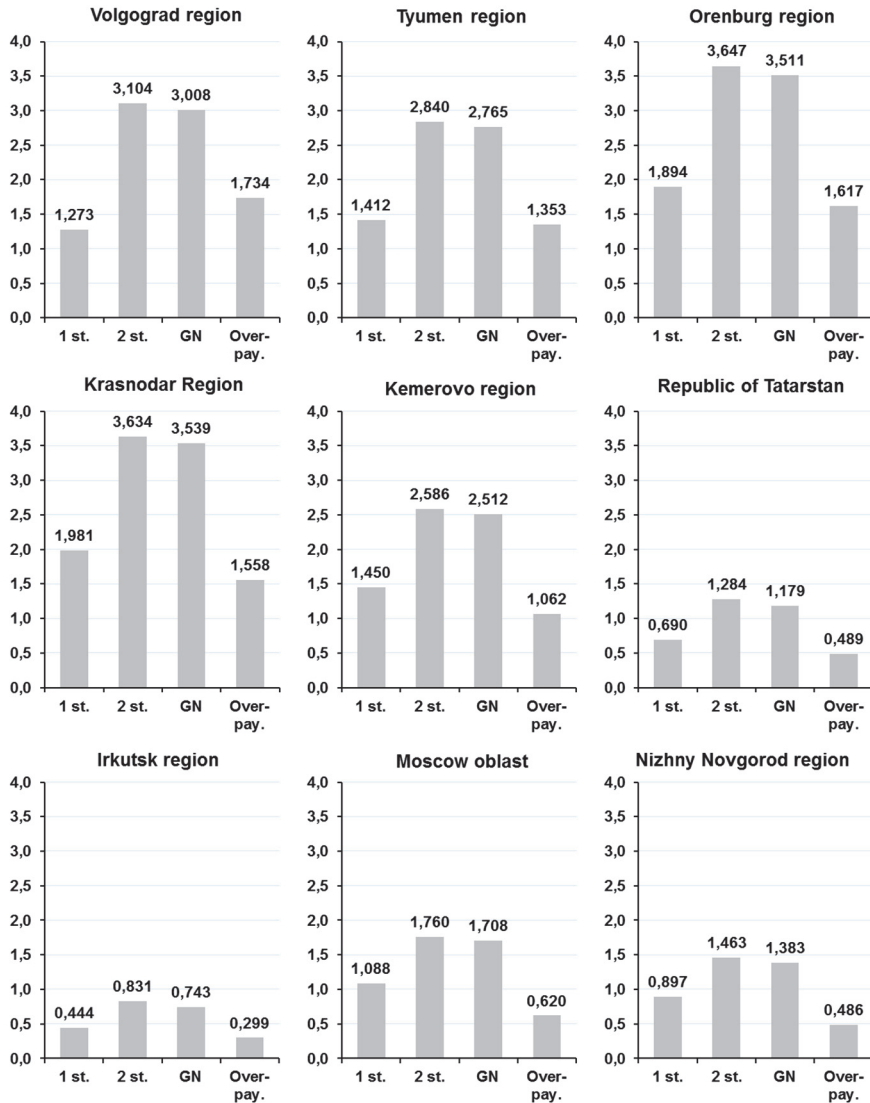 Volgograd region
4,0
3,5
3,0
2,5
2,0
1,5
1,0
0,5
0,0
1,273
3,104
3,008
1,734
1 st.
2 st.
GN
Over-
pay.
Tyumen region
4,0
3,5
3,0
2,5
2,0
1,5
1,0
0,5
0,0
1,412
2,840
2,765
1,353
1 st.
2 st.
GN
Over-
pay.
Orenburg region
4,0
3,5
3,0
2,5
2,0
1,5
1,0
0,5
0,0
1,894
3,647
3,511
1,617
1 st.
2 st.
GN
Over-
pay.
Krasnodar Region
4,0
3,5
3,0
2,5
2,0
1,5
1,0
0,5
0,0
1,981
3,634
3,539
1,558
1 st.
2 st.
GN
Over-
pay.
Kemerovo region
4,0
3,5
3,0
2,5
2,0
1,5
1,0
0,5
0,0
1,450
2,586
2,512
1,062
1 st.
2 st.
GN
Over-
pay.
Republic of Tatarstan
4,0
3,5
3,0
2,5
2,0
1,5
1,0
0,5
0,0
0,690
1,284
1,179
0,489
1 st.
2 st.
GN
Over-
pay.
Irkutsk region
4,0
3,5
3,0
2,5
2,0
1,5
1,0
0,5
0,0
0,444
0,831
0,743
0,299
1 st.
2 st.
GN
Over-
pay.
Moscow oblast
4,0
3,5
3,0
2,5
2,0
1,5
1,0
0,5
0,0
1,088
1,760
1,708
0,620
1 st.
2 st.
GN
Over-
pay.
Nizhny Novgorod region
4,0
3,5
3,0
2,5
2,0
1,5
1,0
0,5
0,0
0,897
1,463
1,383
0,486
1 st.
2 st.
GN
Over-
pay.